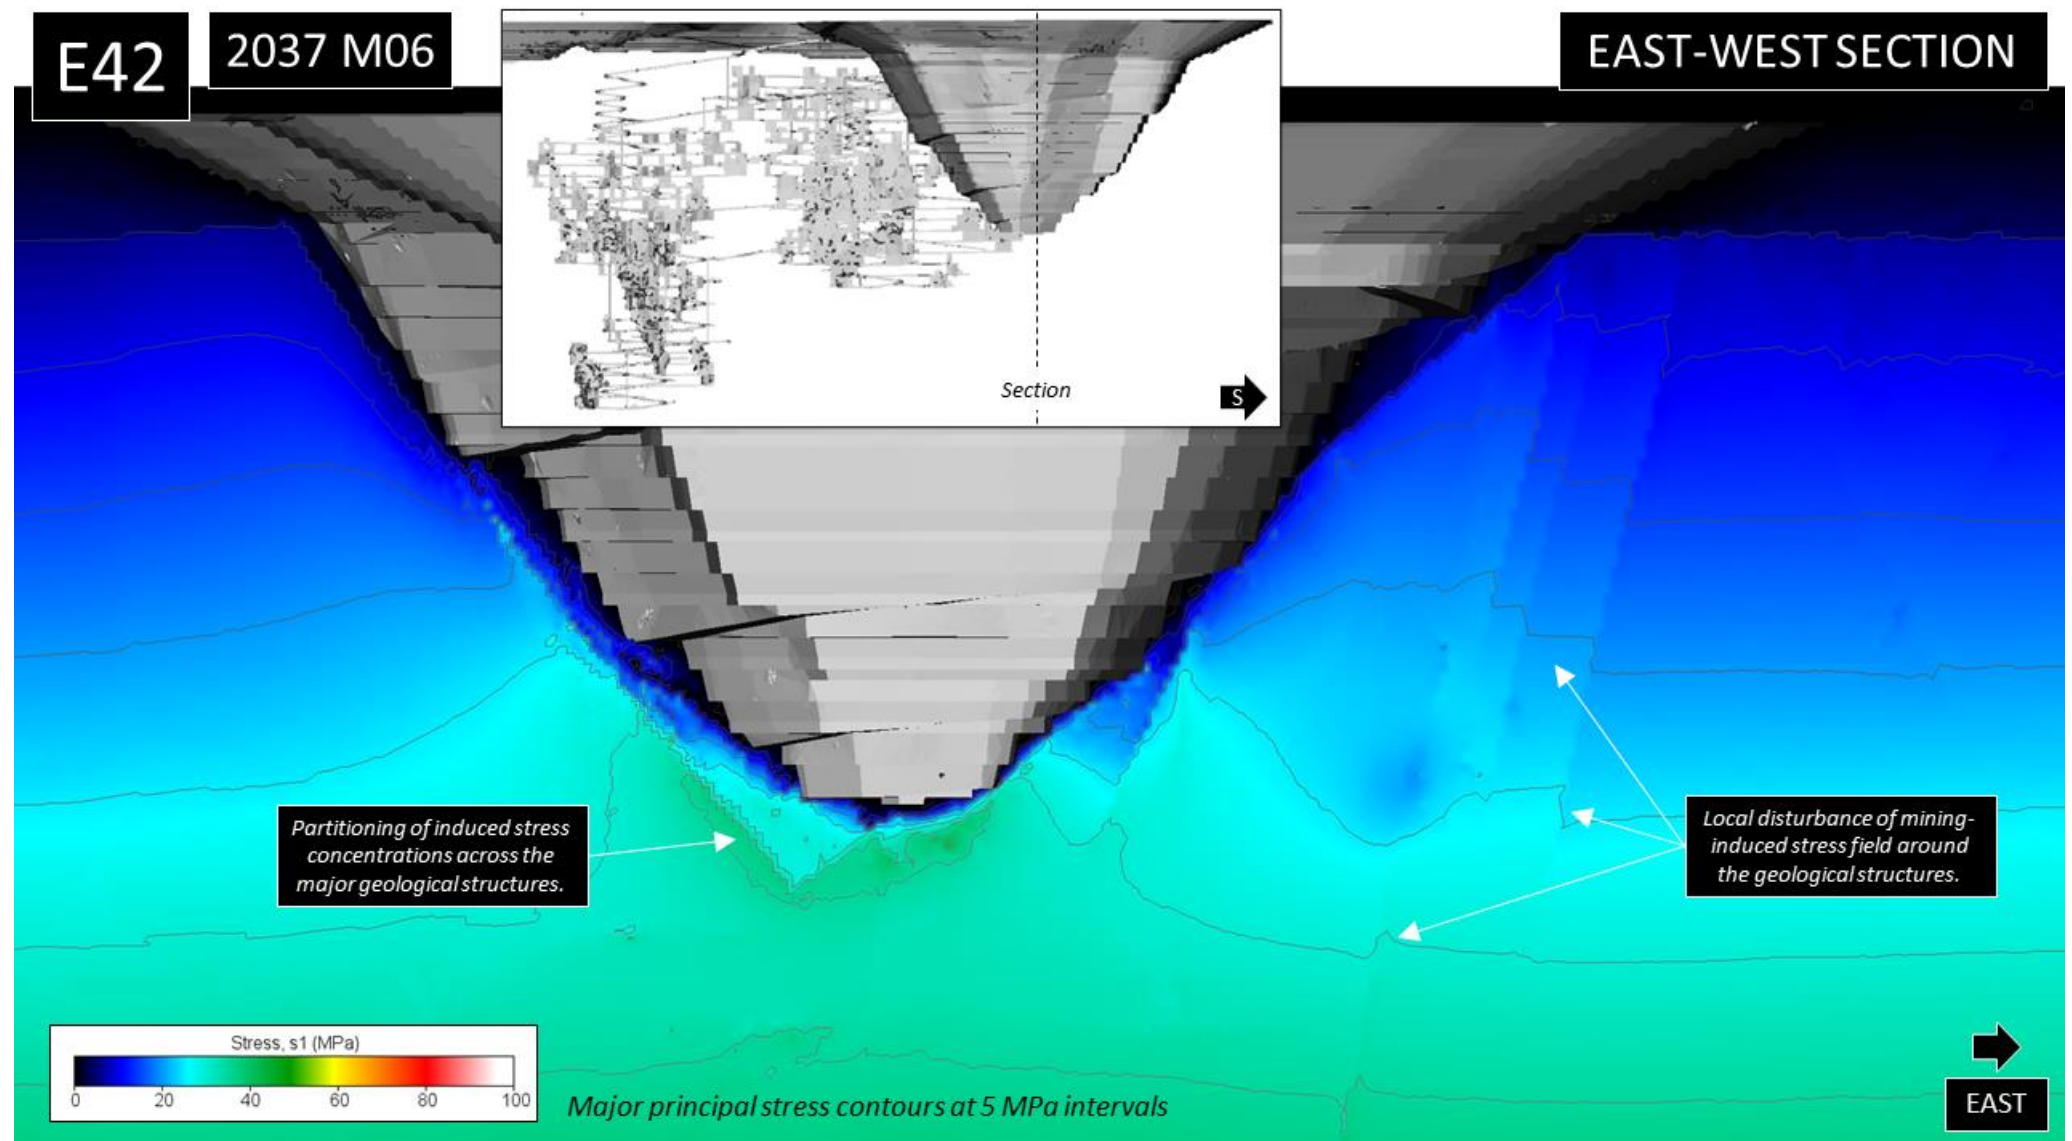 E42
2037 M06
EAST-WEST SECTION
Section
S
Partitioning of induced stress
concentrations across the
major geological structures.
Local disturbance of mining-
induced stress field around
the geological structures.
Stress, s1 (MPa)
0 20 40 60 80 100
Major principal stress contours at 5 MPa intervals
EAST